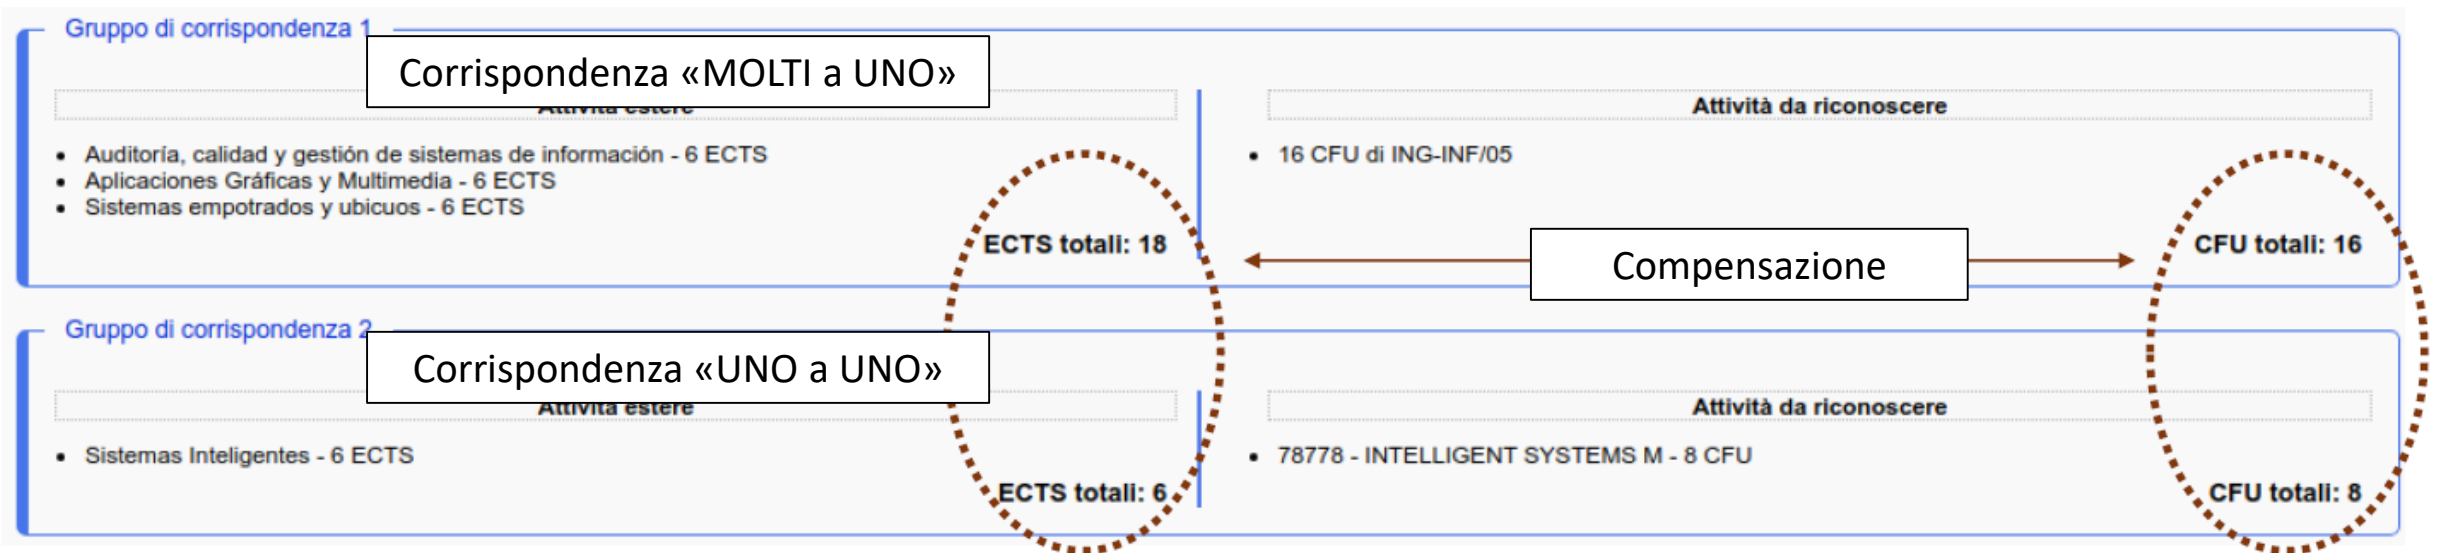 Gruppo di corrispondenza 1
Corrispondenza «MOLTI a UNO»
Attività estere
Attività da riconoscere
• Auditoría, calidad y gestión de sistemas de información - 6 ECTS
• Aplicaciones Gráficas y Multimedia - 6 ECTS
• Sistemas empotrados y ubicuos - 6 ECTS
ECTS totali: 18
• 16 CFU di ING-INF/05
CFU totali: 16
Compensazione
Gruppo di corrispondenza 2
Corrispondenza «UNO a UNO»
Attività estere
Attività da riconoscere
• Sistemas Inteligentes - 6 ECTS
ECTS totali: 6
• 78778 - INTELLIGENT SYSTEMS M - 8 CFU
CFU totali: 8